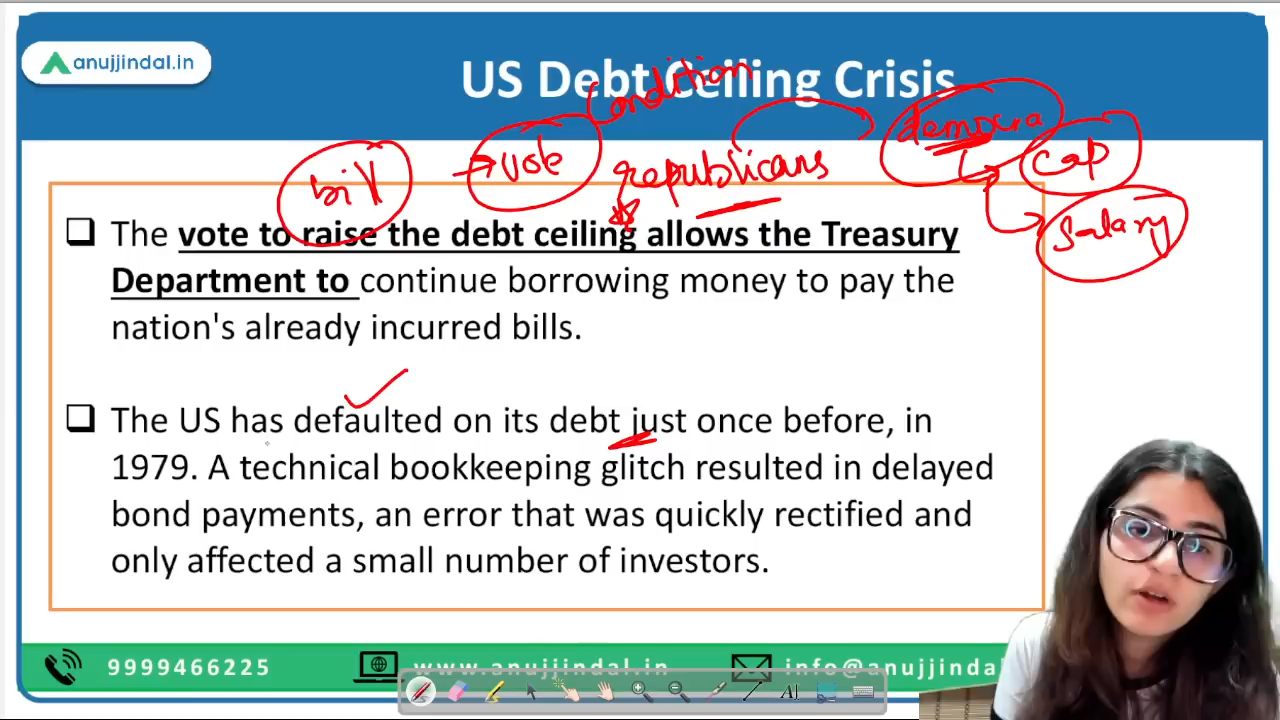 anujjindal.in
US Debt Ceiling Crisis
condition
bill
→ vote
republicans
democra
cap
salary
❑ The vote to raise the debt ceiling allows the Treasury
Department to continue borrowing money to pay the
nation's already incurred bills.
❑ The US has defaulted on its debt just once before, in
1979. A technical bookkeeping glitch resulted in delayed
bond payments, an error that was quickly rectified and
only affected a small number of investors.
9999466225
www.anujjindal.in
info@anujjinda